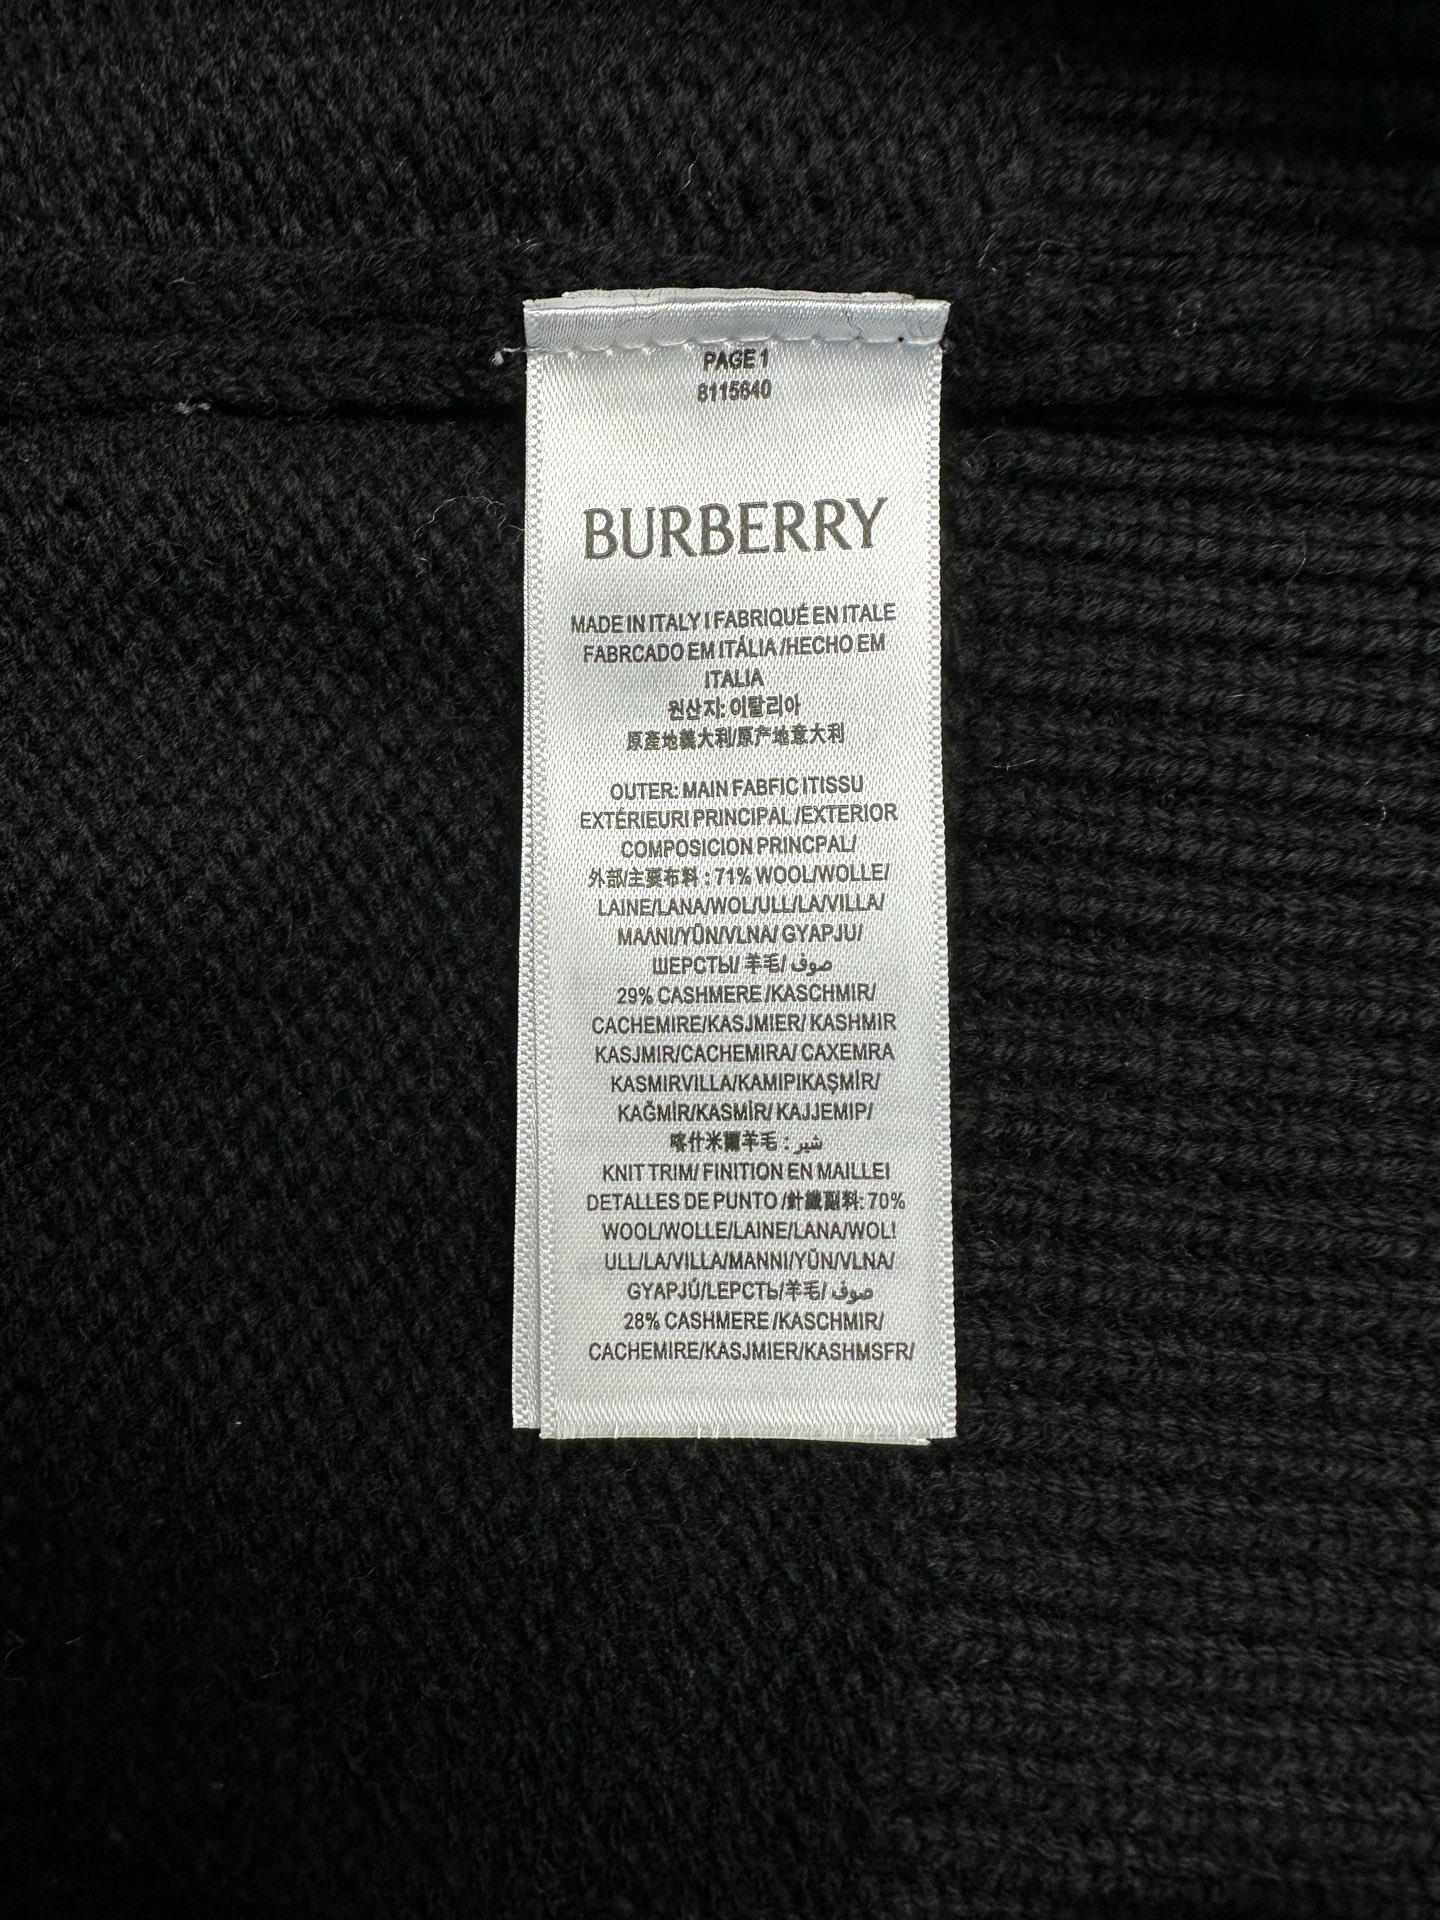 PAGE 1
8115640
BURBERRY
MADE IN ITALY I FABRIQUÉ EN ITALE
FABRCADO EM ITÁLIA /HECHO EM
ITALIA
원산지: 이탈리아
原產地義大利/原产地意大利
OUTER: MAIN FABFIC ITISSU
EXTÉRIEURI PRINCIPAL /EXTERIOR
COMPOSICION PRINCPAL/
外部/主要布料 : 71% WOOL/WOLLE/
LAINE/LANA/WOL/ULL/LA/VILLA/
MAΛNI/YŪN/VLNA/ GYAPJU/
ШЕРСТЫ/ 羊毛/ صوف
29% CASHMERE /KASCHMIR/
CACHEMIRE/KASJMIER/ KASHMIR
KASJMIR/CACHEMIRA/ CAXEMRA
KASMIRVILLA/KAMIPIKAŞMİR/
KAĞMİR/KASMİR/ KAJJEMIP/
喀什米爾羊毛 : شير
KNIT TRIM/ FINITION EN MAILLEI
DETALLES DE PUNTO /針織副料: 70%
WOOL/WOLLE/LAINE/LANA/WOL!
ULL/LA/VILLA/MANNI/YŪN/VLNA/
GYAPJÚ/LEPCTЬ/羊毛/ صوف
28% CASHMERE /KASCHMIR/
CACHEMIRE/KASJMIER/KASHMSFR/